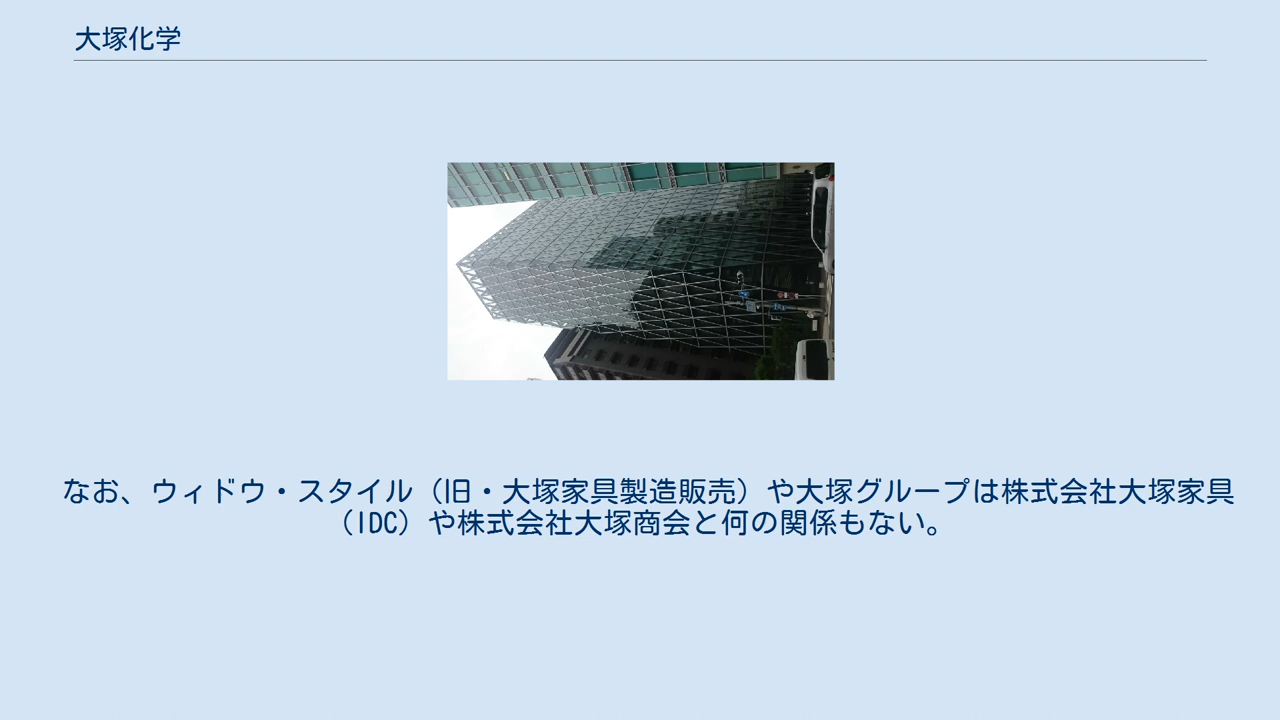 大塚化学
なお、ウィドウ・スタイル（旧・大塚家具製造販売）や大塚グループは株式会社大塚家具
（IDC）や株式会社大塚商会と何の関係もない。